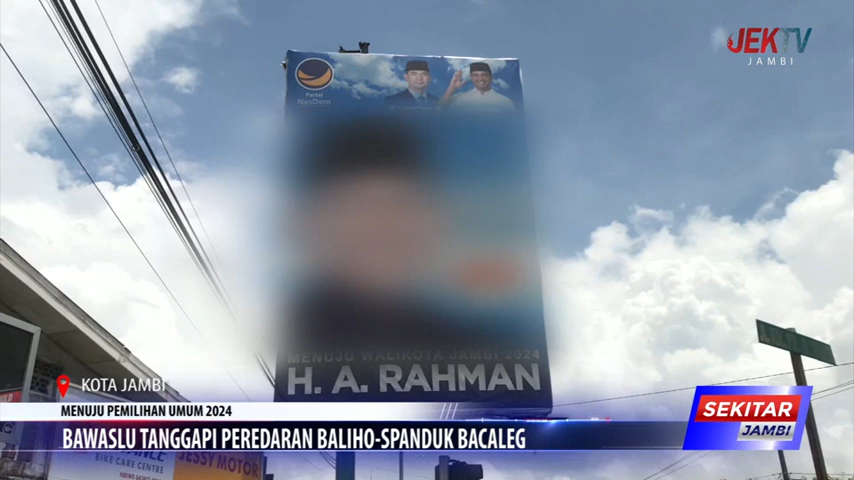 JEKTV
JAMBI
Partai
NasDem
MENUJU WALIKOTA JAMBI 2024
H. A. RAHMAN
KOTA JAMBI
MENUJU PEMILIHAN UMUM 2024
BAWASLU TANGGAPI PEREDARAN BALIHO-SPANDUK BACALEG
SEKITAR
JAMBI
BIKE CARE CENTRE
JESSY MOTOR